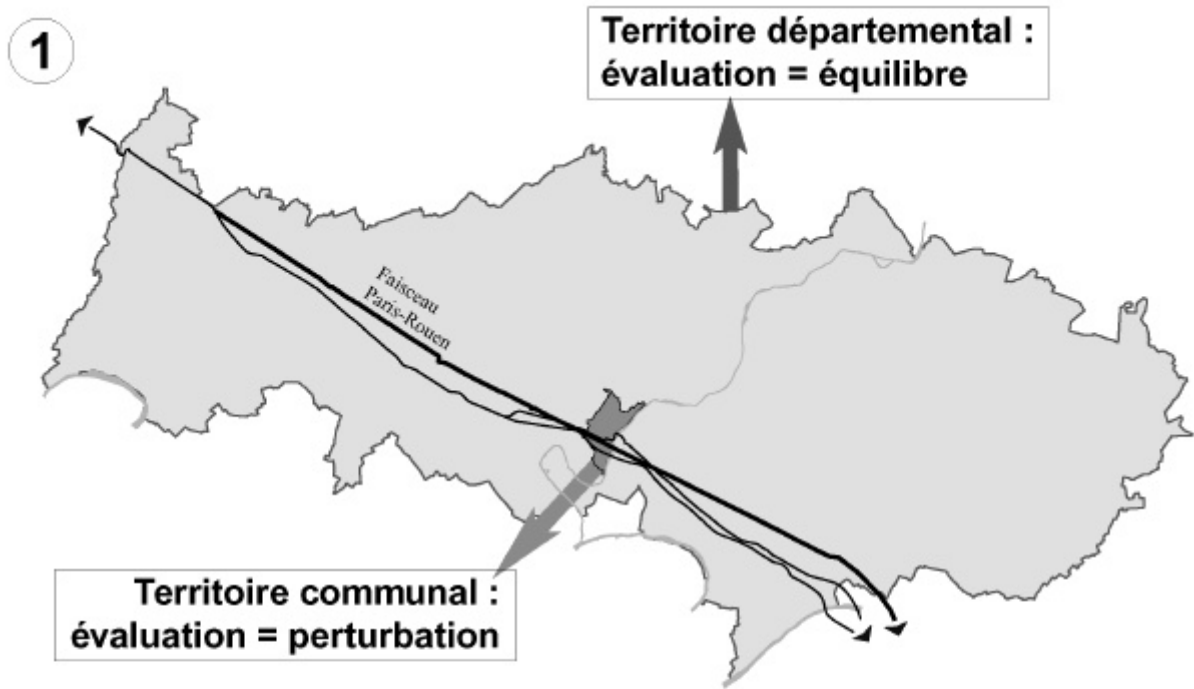 1
Territoire départemental :
évaluation = équilibre
Faisceau
Paris-Rouen
Territoire communal :
évaluation = perturbation